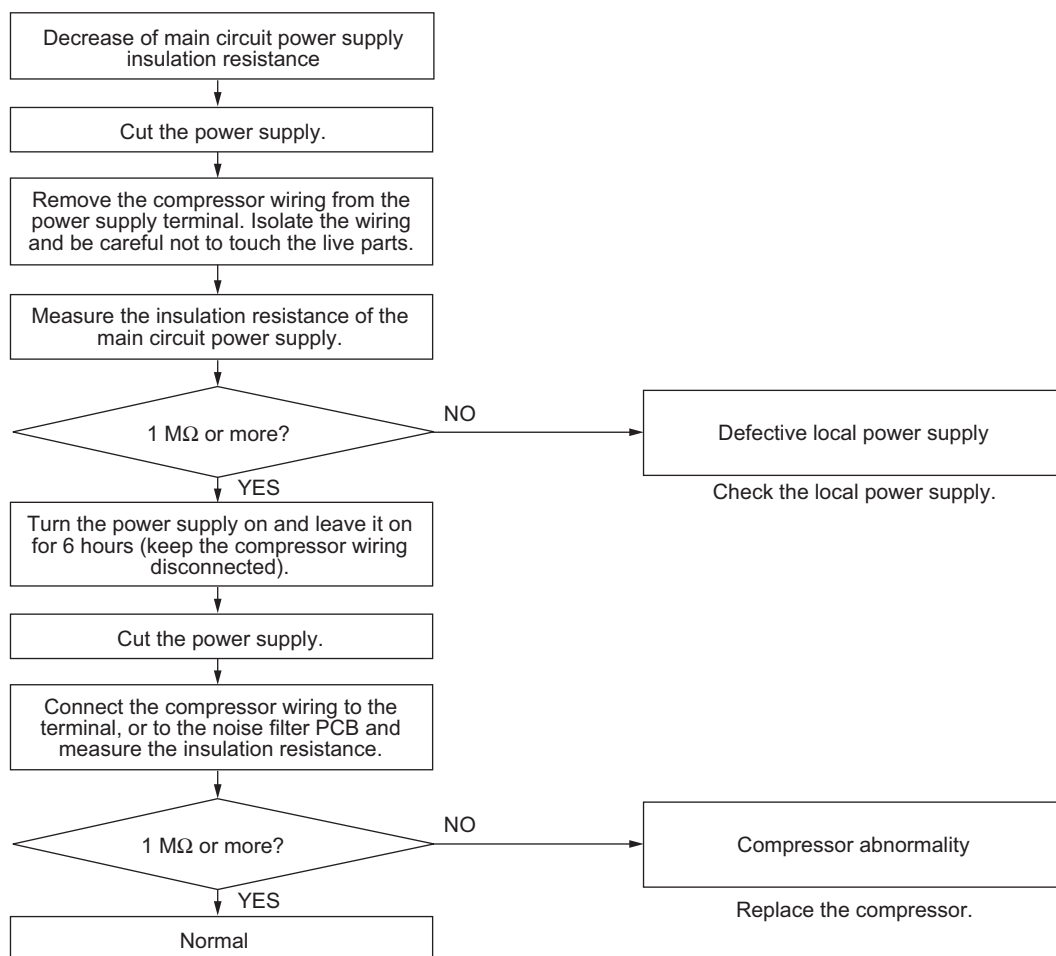 Decrease of main circuit power supply
insulation resistance
Cut the power supply.
Remove the compressor wiring from the
power supply terminal. Isolate the wiring
and be careful not to touch the live parts.
Measure the insulation resistance of the
main circuit power supply.
1 MΩ or more?
NO
Defective local power supply
Check the local power supply.
YES
Turn the power supply on and leave it on
for 6 hours (keep the compressor wiring
disconnected).
Cut the power supply.
Connect the compressor wiring to the
terminal, or to the noise filter PCB and
measure the insulation resistance.
1 MΩ or more?
NO
Compressor abnormality
Replace the compressor.
YES
Normal